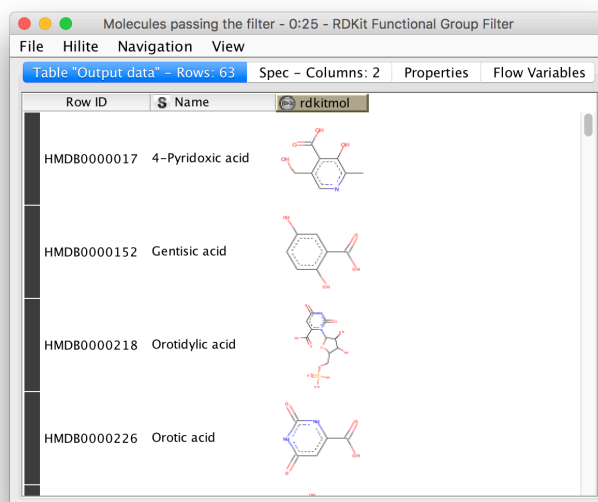 Molecules passing the filter - 0:25 - RDKit Functional Group Filter
File Hilite Navigation View
Table "Output data" - Rows: 63 Spec - Columns: 2 Properties Flow Variables
Row ID S Name rdkitmol
HMDB0000017 4-Pyridoxic acid
HMDB0000152 Gentisic acid
HMDB0000218 Orotidylic acid
HMDB0000226 Orotic acid